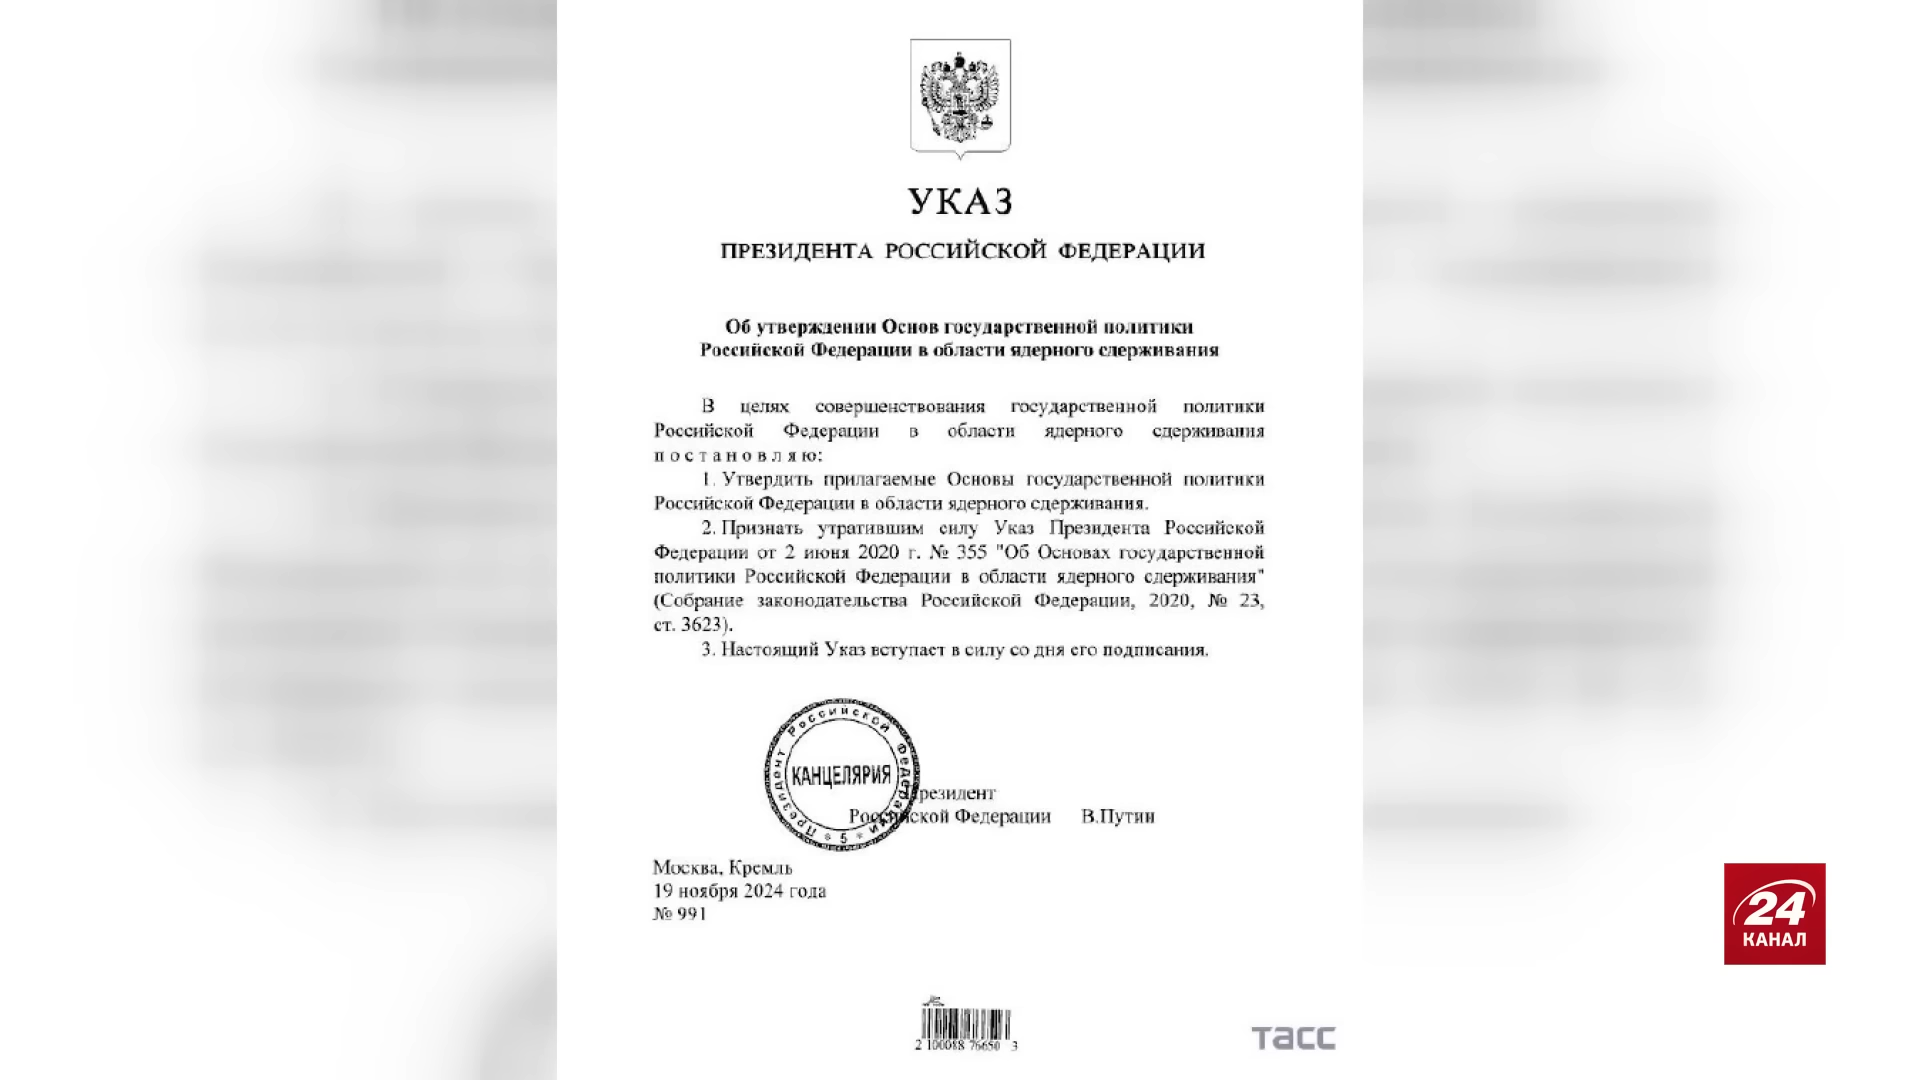 УКАЗ
ПРЕЗИДЕНТА РОССИЙСКОЙ ФЕДЕРАЦИИ
Об утверждении Основ государственной политики
Российской Федерации в области ядерного сдерживания
В целях совершенствования государственной политики
Российской Федерации в области ядерного сдерживания
п о с т а н о в л я ю:
1. Утвердить прилагаемые Основы государственной политики
Российской Федерации в области ядерного сдерживания.
2. Признать утратившим силу Указ Президента Российской
Федерации от 2 июня 2020 г. № 355 "Об Основах государственной
политики Российской Федерации в области ядерного сдерживания"
(Собрание законодательства Российской Федерации, 2020, № 23,
ст. 3623).
3. Настоящий Указ вступает в силу со дня его подписания.
Президент Российской Федерации
* 5 *
КАНЦЕЛЯРИЯ
Президент
Российской Федерации В.Путин
Москва, Кремль
19 ноября 2024 года
№ 991
2 100088 76650 3
ТАСС
24
КАНАЛ